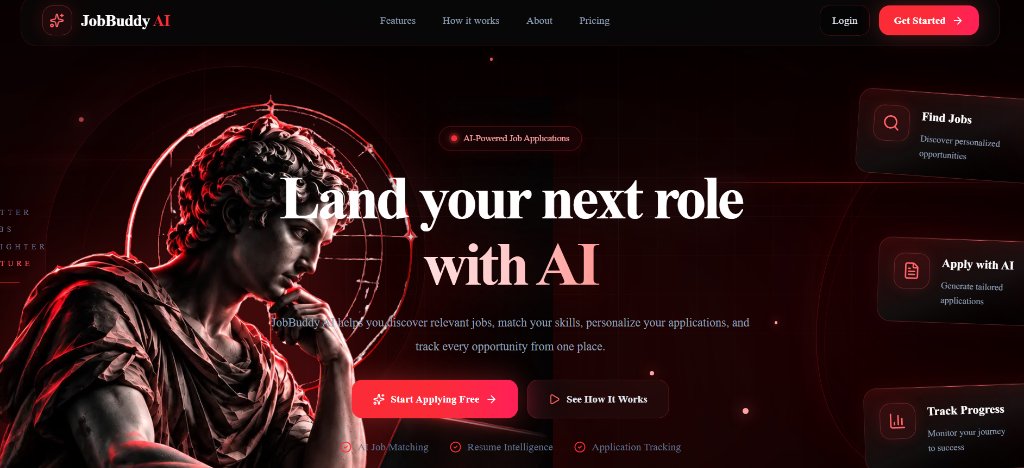 JobBuddy AI
Features
How it works
About
Pricing
Login
Get Started
AI-Powered Job Applications
Land your next role
with AI
JobBuddy AI helps you discover relevant jobs, match your skills, personalize your applications, and
track every opportunity from one place.
Start Applying Free
See How It Works
AI Job Matching
Resume Intelligence
Application Tracking
Find Jobs
Discover personalized
opportunities
Apply with AI
Generate tailored
applications
Track Progress
Monitor your journey
to success